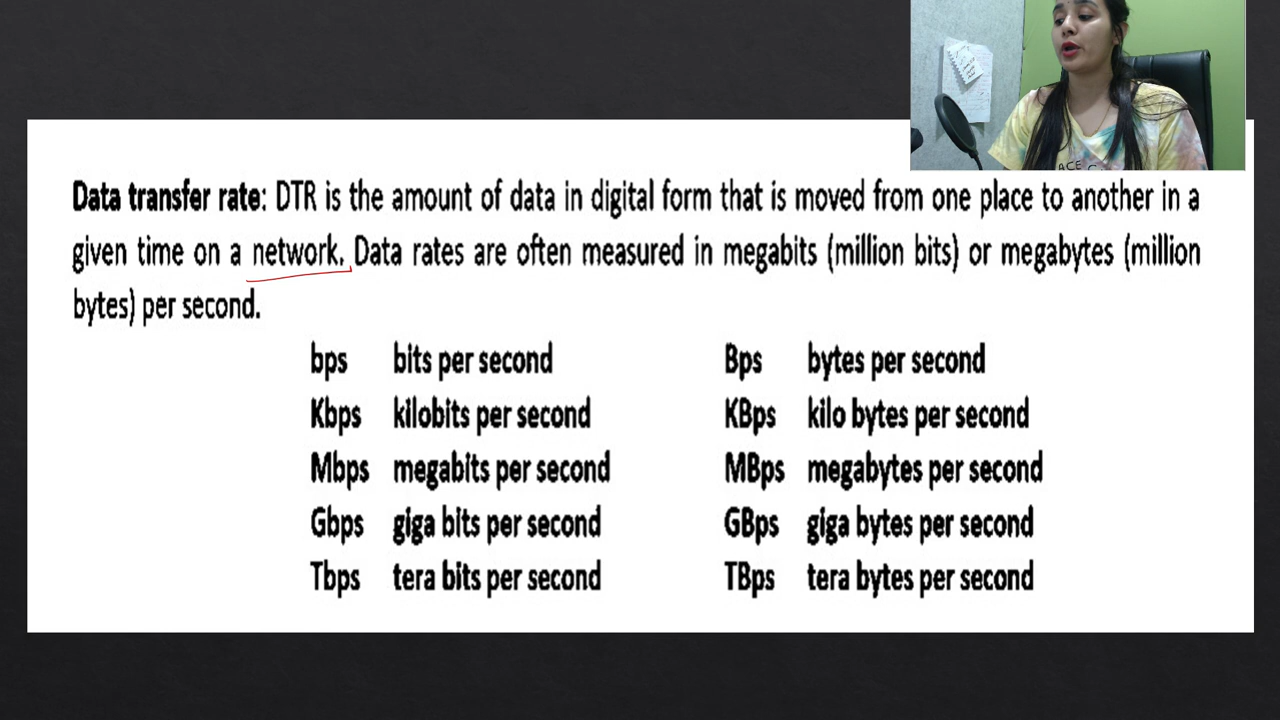 Data transfer rate: DTR is the amount of data in digital form that is moved from one place to another in a
given time on a network. Data rates are often measured in megabits (million bits) or megabytes (million
bytes) per second.
bps bits per second Bps bytes per second
Kbps kilobits per second KBps kilo bytes per second
Mbps megabits per second MBps megabytes per second
Gbps giga bits per second GBps giga bytes per second
Tbps tera bits per second TBps tera bytes per second